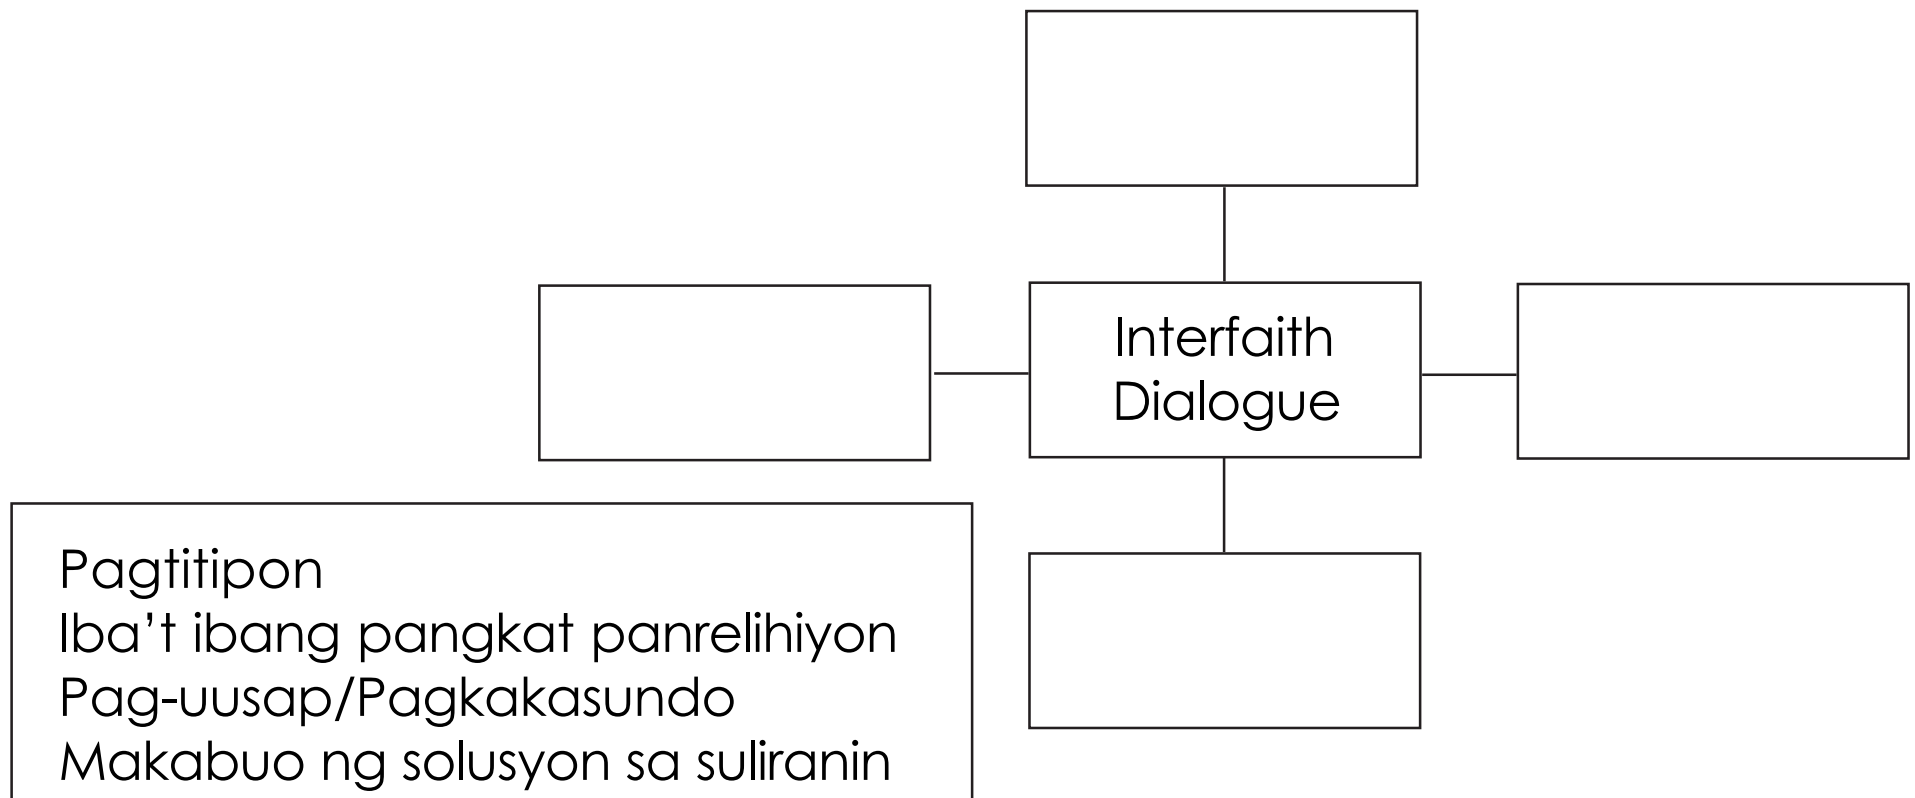 Interfaith
Dialogue
Pagtitipon
Iba't ibang pangkat panrelihiyon
Pag-uusap/Pagkakasundo
Makabuo ng solusyon sa suliranin